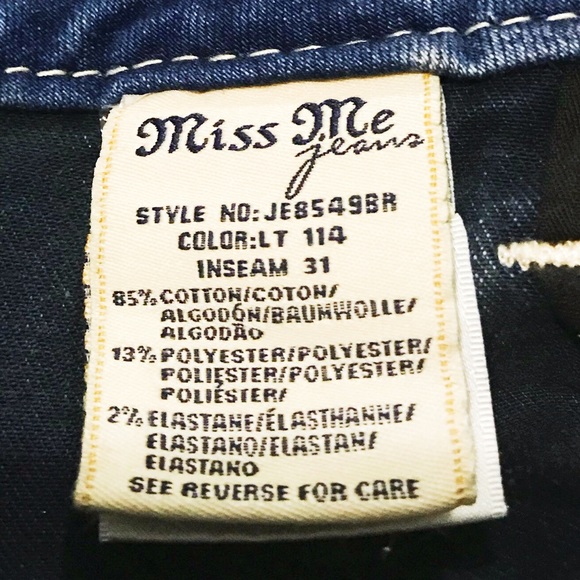 Miss Me
jeans
STYLE NO:JE8549BR
COLOR:LT 114
INSEAM 31
85% COTTON/COTON/
ALGODÓN/BAUMWOLLE/
ALGODÃO
13% POLYESTER/POLYESTER/
POLIÉSTER/POLYESTER/
POLIÉSTER/
2% ELASTANE/ÉLASTHANNE/
ELASTANO/ELASTAN/
ELASTANO
SEE REVERSE FOR CARE